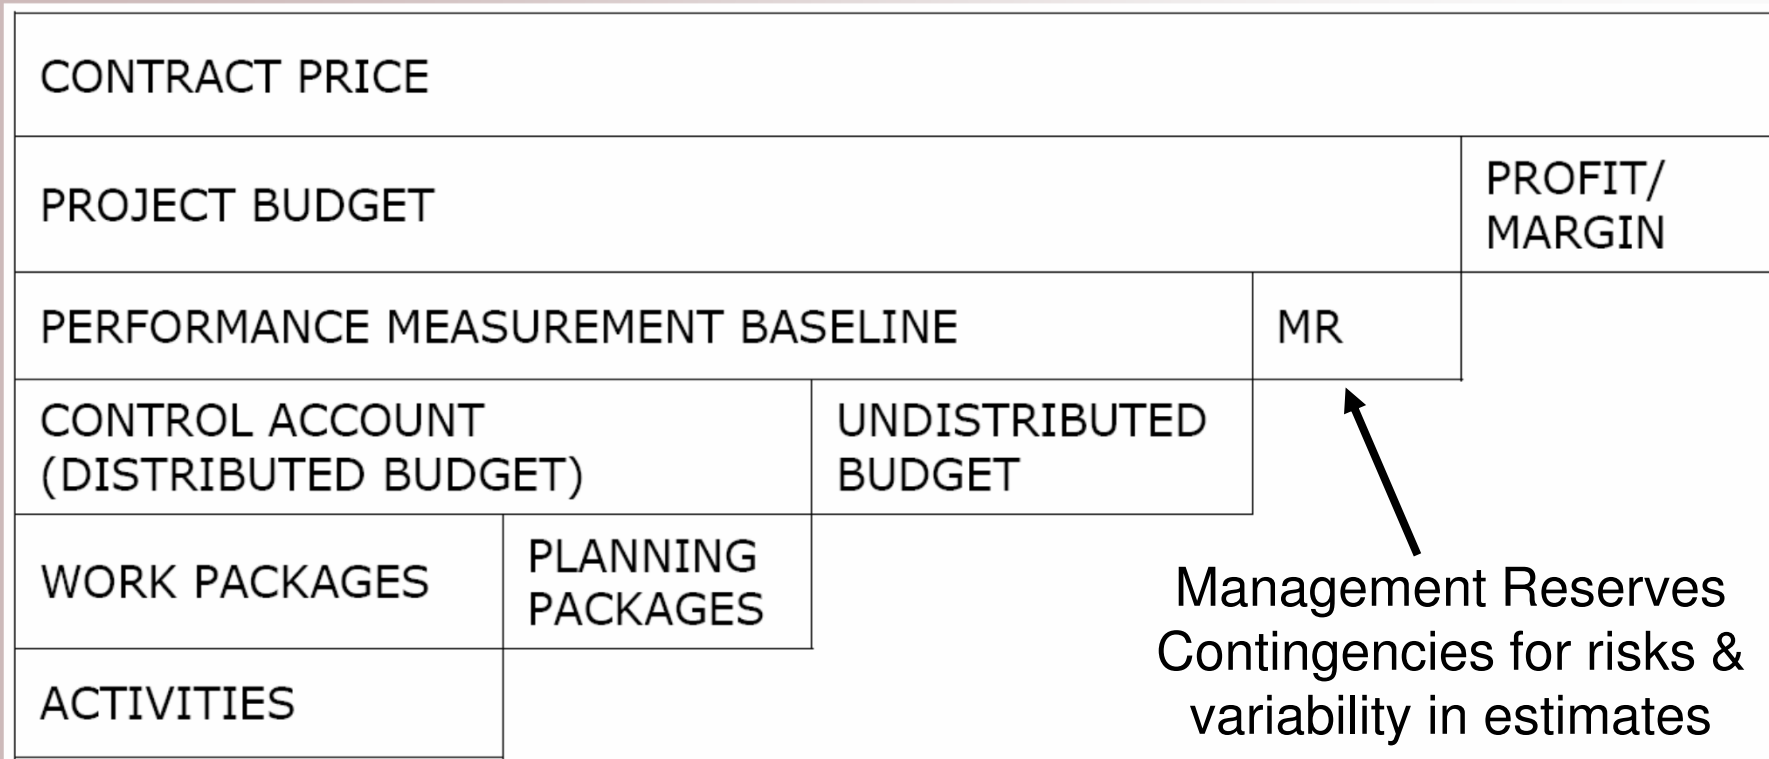 CONTRACT PRICE
PROJECT BUDGET
PROFIT/
MARGIN
PERFORMANCE MEASUREMENT BASELINE
MR
CONTROL ACCOUNT
(DISTRIBUTED BUDGET)
UNDISTRIBUTED
BUDGET
WORK PACKAGES
PLANNING
PACKAGES
ACTIVITIES
Management Reserves
Contingencies for risks &
variability in estimates